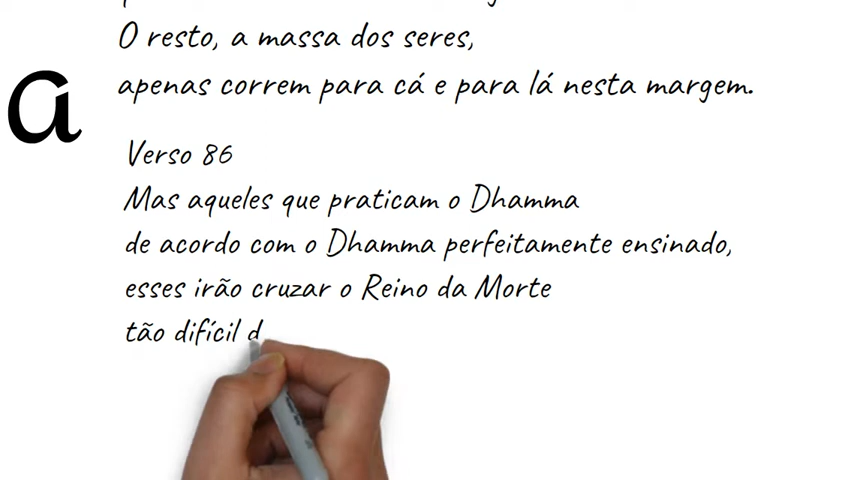 O resto, a massa dos seres,
apenas correm para cá e para lá nesta margem.
a
Verso 86
Mas aqueles que praticam o Dhamma
de acordo com o Dhamma perfeitamente ensinado,
esses irão cruzar o Reino da Morte
tão difícil d